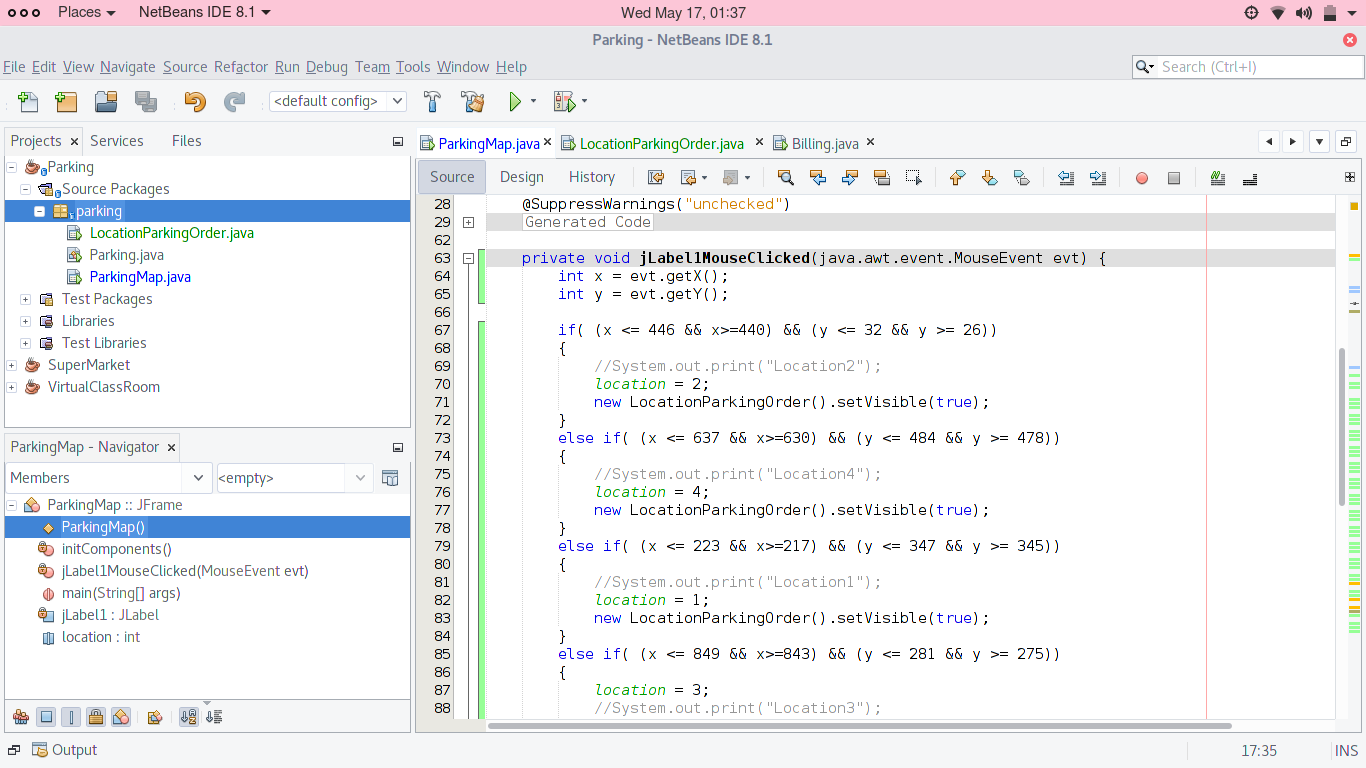 Places NetBeans IDE 8.1 Wed May 17, 01:37
Parking - NetBeans IDE 8.1
File Edit View Navigate Source Refactor Run Debug Team Tools Window Help
Search (Ctrl+I)
<default config>
Projects Services Files
Parking
Source Packages
parking
LocationParkingOrder.java
Parking.java
ParkingMap.java
Test Packages
Libraries
Test Libraries
SuperMarket
VirtualClassRoom
ParkingMap - Navigator
Members <empty>
ParkingMap :: JFrame
ParkingMap()
initComponents()
jLabel1MouseClicked(MouseEvent evt)
main(String[] args)
jLabel1 : JLabel
location : int
ParkingMap.java LocationParkingOrder.java Billing.java
Source Design History
28 @SuppressWarnings("unchecked")
29 Generated Code
62
63 private void jLabel1MouseClicked(java.awt.event.MouseEvent evt) {
64 int x = evt.getX();
65 int y = evt.getY();
66
67 if( (x <= 446 && x>=440) && (y <= 32 && y >= 26))
68 {
69 //System.out.print("Location2");
70 location = 2;
71 new LocationParkingOrder().setVisible(true);
72 }
73 else if( (x <= 637 && x>=630) && (y <= 484 && y >= 478))
74 {
75 //System.out.print("Location4");
76 location = 4;
77 new LocationParkingOrder().setVisible(true);
78 }
79 else if( (x <= 223 && x>=217) && (y <= 347 && y >= 345))
80 {
81 //System.out.print("Location1");
82 location = 1;
83 new LocationParkingOrder().setVisible(true);
84 }
85 else if( (x <= 849 && x>=843) && (y <= 281 && y >= 275))
86 {
87 location = 3;
88 //System.out.print("Location3");
Output
17:35 INS